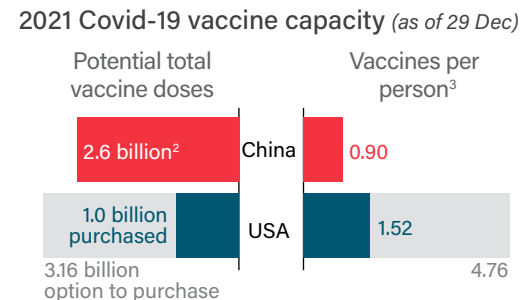 2021 Covid-19 vaccine capacity (as of 29 Dec)
Potential total
vaccine doses
Vaccines per
person³
2.6 billion²
China
0.90
1.0 billion
purchased
USA
1.52
3.16 billion
option to purchase
4.76